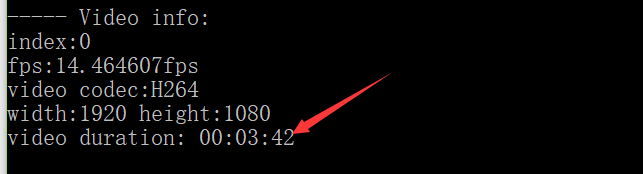 ----- Video info:
index:0
fps:14.464607fps
video codec:H264
width:1920 height:1080
video duration: 00:03:42